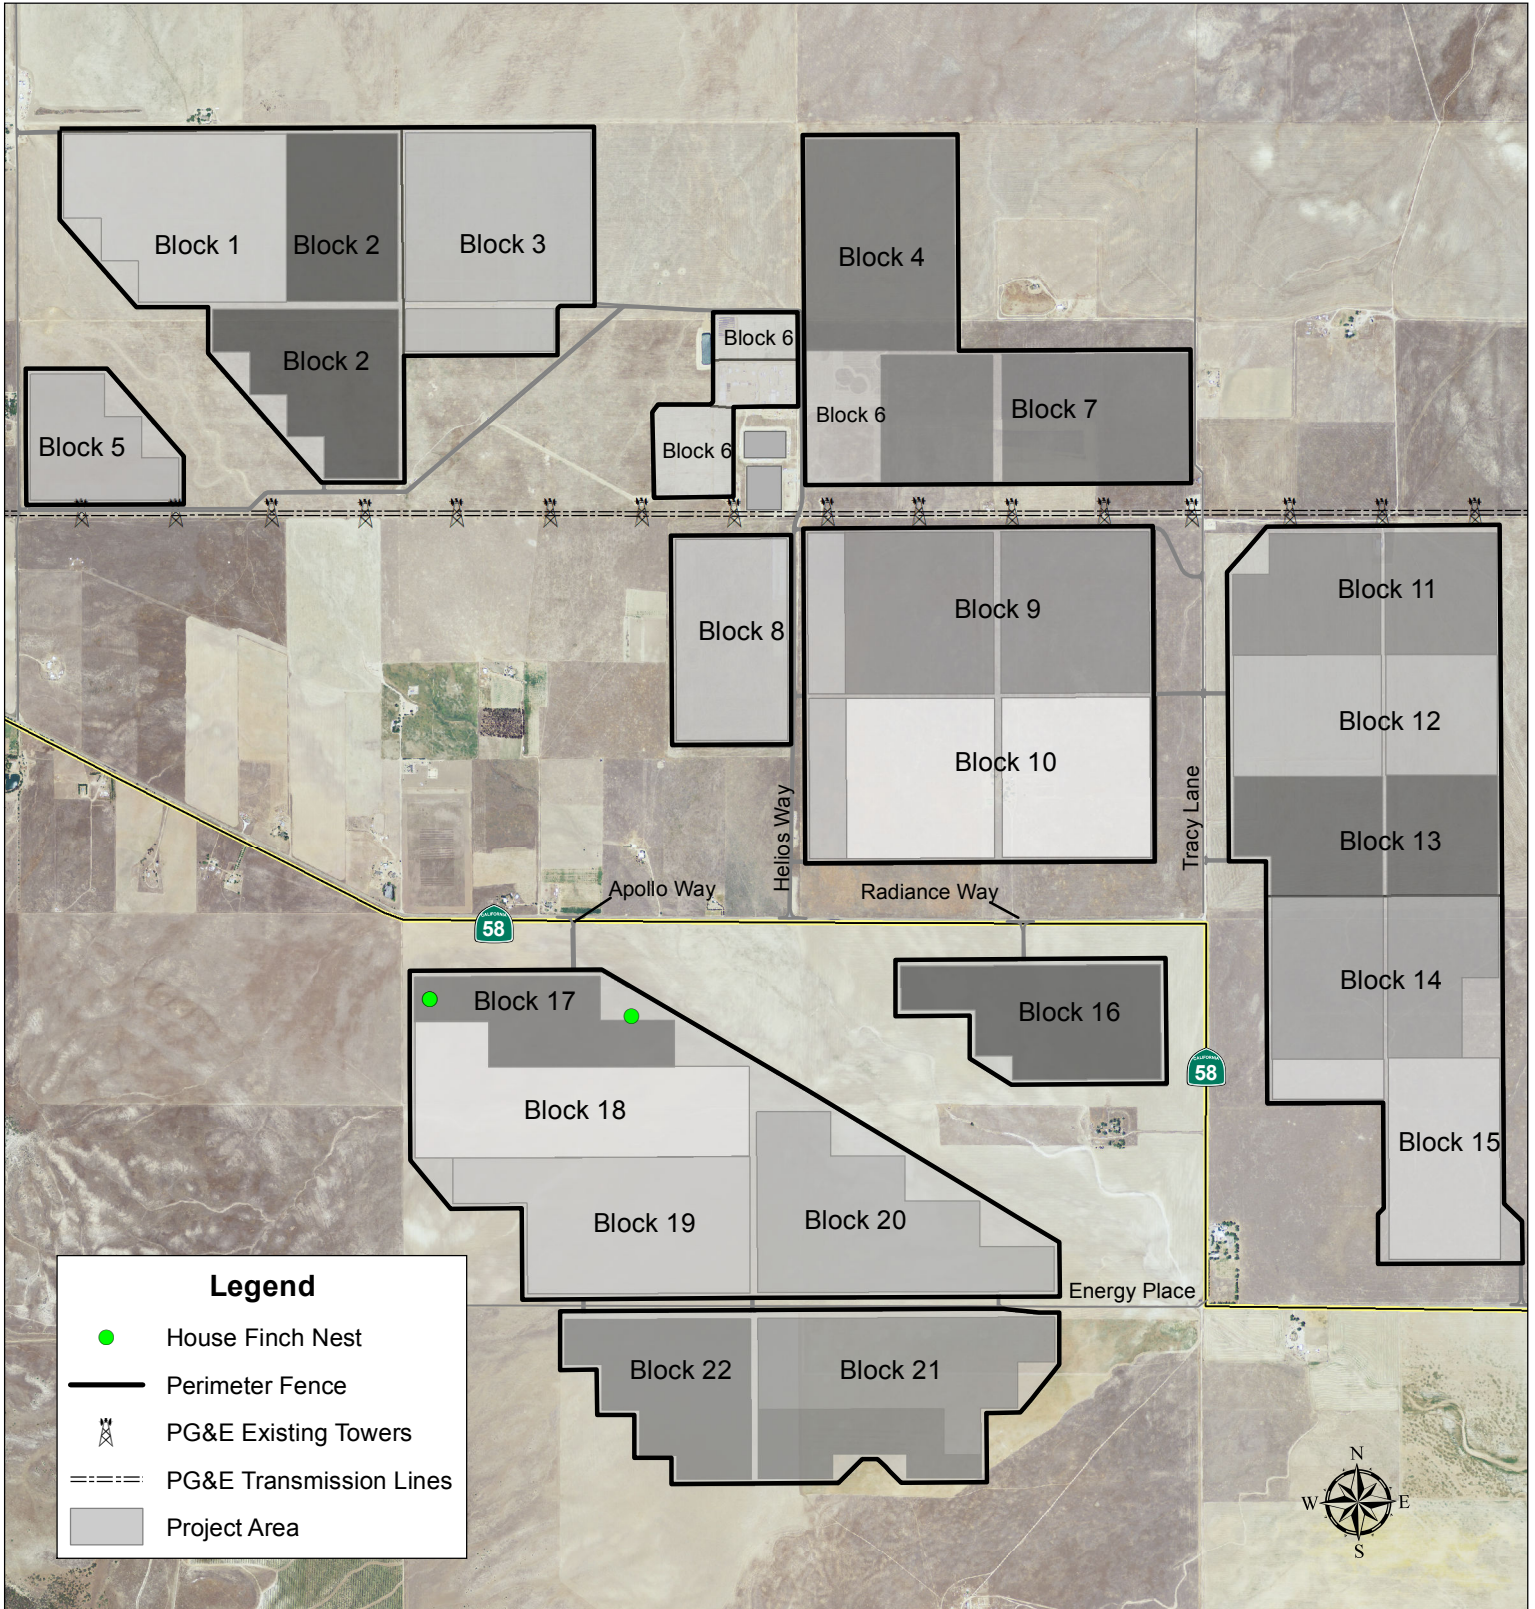 Block 1
Block 2
Block 3
Block 4
Block 6
Block 2
Block 7
Block 6
Block 5
Block 6
Block 11
Block 9
Block 8
Block 12
Block 10
Helios Way
Tracy Lane
Block 13
Apollo Way
Radiance Way
CALIFORNIA
58
Block 14
Block 17
Block 16
CALIFORNIA
58
Block 18
Block 15
Block 19
Block 20
Energy Place
Block 22
Block 21
Legend
House Finch Nest
Perimeter Fence
PG&E Existing Towers
PG&E Transmission Lines
Project Area
N
W
E
S